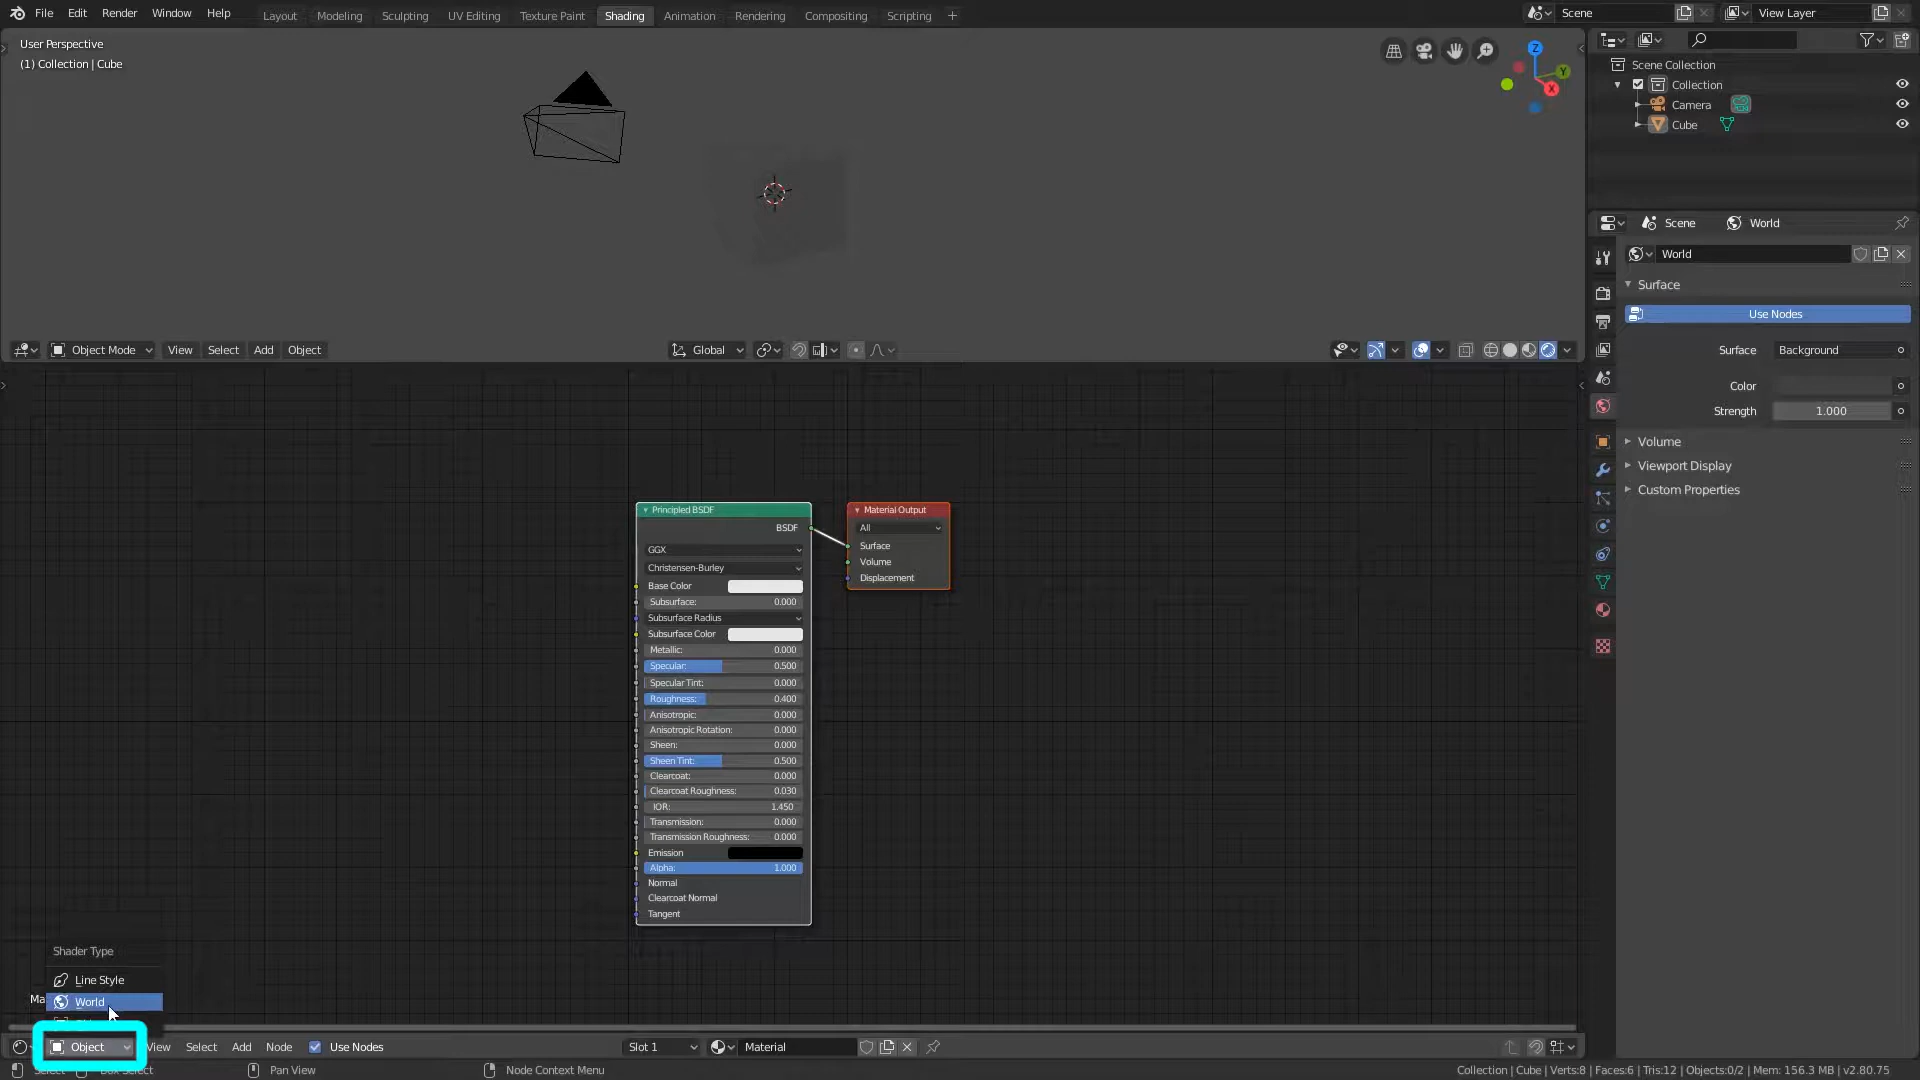 File Edit Render Window Help
Layout Modeling Sculpting UV Editing Texture Paint Shading Animation Rendering Compositing Scripting +
Scene
View Layer
User Perspective
(1) Collection | Cube
Scene Collection
Collection
Camera
Cube
Scene World
World
Surface
Use Nodes
Surface Background
Color
Strength 1.000
Volume
Viewport Display
Custom Properties
Object Mode View Select Add Object
Global
Z
Y
X
Principled BSDF
BSDF
GGX
Christensen-Burley
Base Color
Subsurface: 0.000
Subsurface Radius
Subsurface Color
Metallic: 0.000
Specular: 0.500
Specular Tint: 0.000
Roughness: 0.400
Anisotropic: 0.000
Anisotropic Rotation: 0.000
Sheen: 0.000
Sheen Tint: 0.500
Clearcoat: 0.000
Clearcoat Roughness: 0.030
IOR: 1.450
Transmission: 0.000
Transmission Roughness: 0.000
Emission
Alpha: 1.000
Normal
Clearcoat Normal
Tangent
Material Output
All
Surface
Volume
Displacement
Shader Type
Line Style
Ma
World
Object View Select Add Node Use Nodes
Slot 1 Material
Select Box Select Pan View Node Context Menu
Collection | Cube | Verts:8 | Faces:6 | Tris:12 | Objects:0/2 | Mem: 156.3 MB | v2.80.75